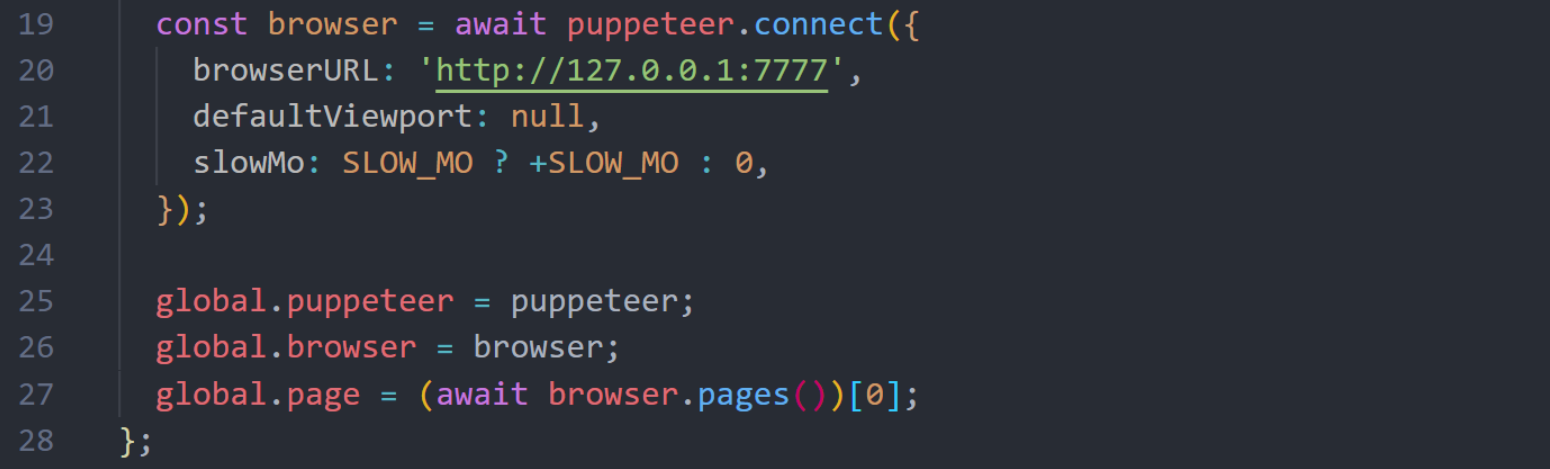 19 const browser = await puppeteer.connect({
20 browserURL: 'http://127.0.0.1:7777',
21 defaultViewport: null,
22 slowMo: SLOW_MO ? +SLOW_MO : 0,
23 });
24
25 global.puppeteer = puppeteer;
26 global.browser = browser;
27 global.page = (await browser.pages())[0];
28 };